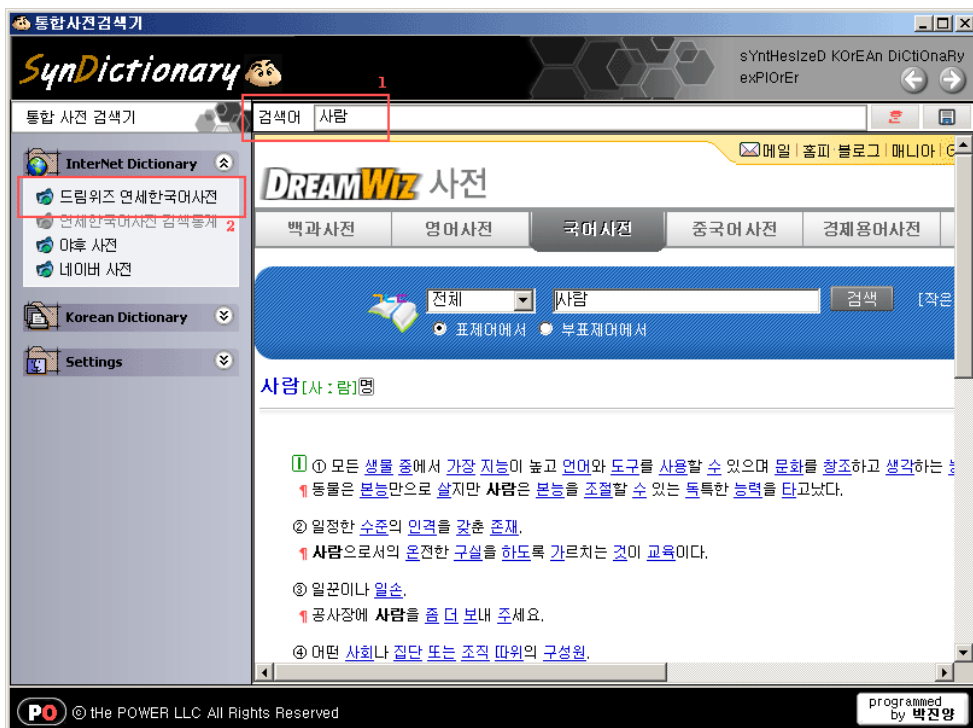 통합사전검색기
SynDictionary
sYntHesIzeD KOrEAn DiCtiOnaRy
exPlOrEr
1
통합 사전 검색기
검색어 사람
InterNet Dictionary
드림위즈 연세한국어사전
연세한국어사전 검색통계 2
야후 사전
네이버 사전
Korean Dictionary
Settings
메일 | 홈피·블로그 | 매니아
DREAMWIZ 사전
백과사전 영어사전 국어사전 중국어사전 경제용어사전
전체 사람 검색 [작은
표제어에서 부표제어에서
사람[사:람]명
Ⅰ ① 모든 생물 중에서 가장 지능이 높고 언어와 도구를 사용할 수 있으며 문화를 창조하고 생각하는
¶ 동물은 본능만으로 살지만 사람은 본능을 조절할 수 있는 독특한 능력을 타고났다.
② 일정한 수준의 인격을 갖춘 존재.
¶ 사람으로서의 온전한 구실을 하도록 가르치는 것이 교육이다.
③ 일꾼이나 일손.
¶ 공사장에 사람을 좀 더 보내 주세요.
④ 어떤 사회나 집단 또는 조직 따위의 구성원.
PO © tHe POWER LLC All Rights Reserved
programmed
by 박진양